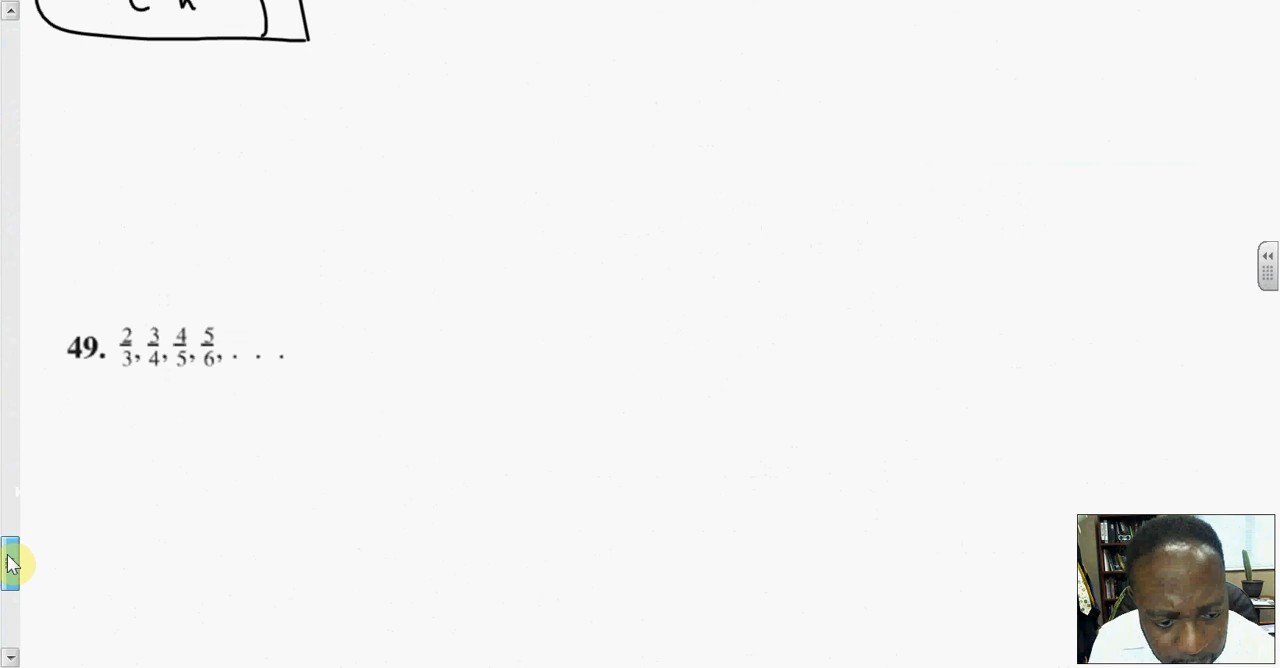 49. 2/3, 3/4, 4/5, 5/6, . . .